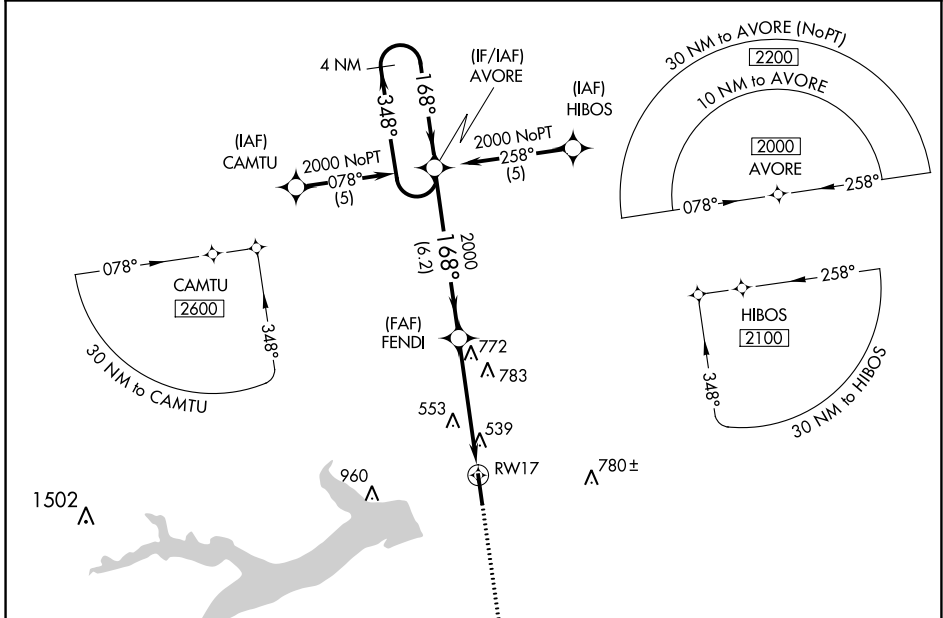 30 NM to AVORE (NoPT)
2200
10 NM to AVORE
2000
AVORE
078°
258°
4 NM
168°
348°
(IF/IAF)
AVORE
(IAF)
HIBOS
2000 NoPT
258°
(5)
(IAF)
CAMTU
2000 NoPT
078°
(5)
2000
168°
(6.2)
078°
CAMTU
2600
348°
30 NM to CAMTU
258°
HIBOS
2100
348°
30 NM to HIBOS
(FAF)
FENDI
772
783
553
539
RW17
780±
960
1502